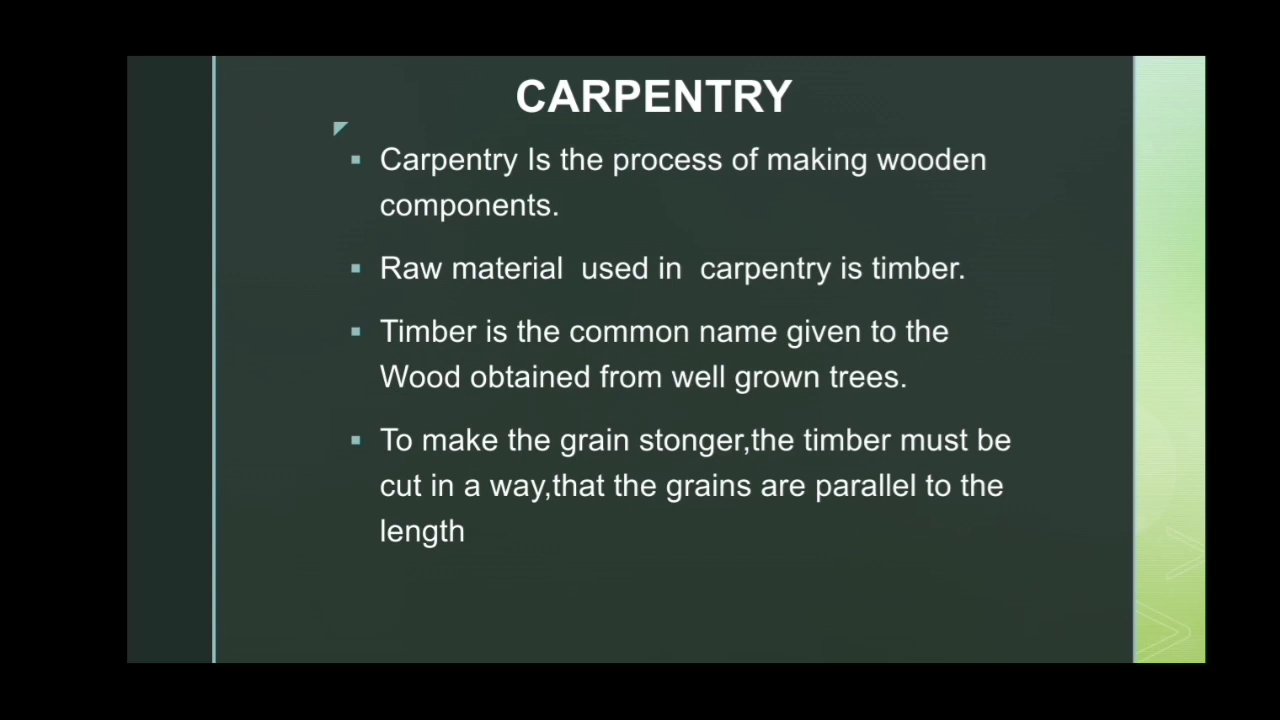 CARPENTRY
Carpentry Is the process of making wooden
components.
Raw material used in carpentry is timber.
Timber is the common name given to the
Wood obtained from well grown trees.
To make the grain stonger,the timber must be
cut in a way,that the grains are parallel to the
length